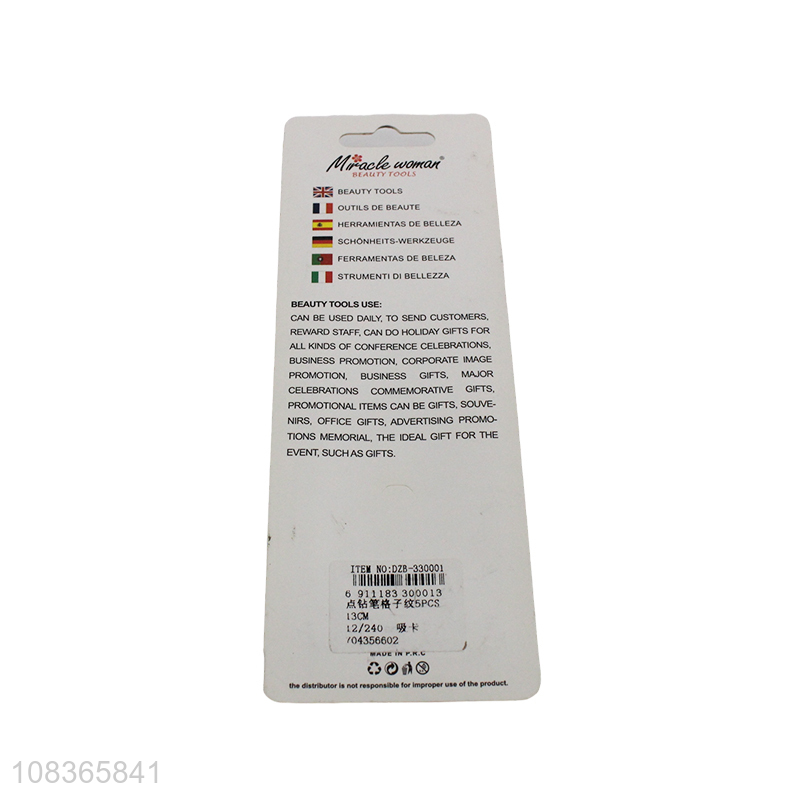 Miracle woman®
BEAUTY TOOLS
BEAUTY TOOLS
OUTILS DE BEAUTE
HERRAMIENTAS DE BELLEZA
SCHÖNHEITS-WERKZEUGE
FERRAMENTAS DE BELEZA
STRUMENTI DI BELLEZZA
BEAUTY TOOLS USE:
CAN BE USED DAILY, TO SEND CUSTOMERS,
REWARD STAFF, CAN DO HOLIDAY GIFTS FOR
ALL KINDS OF CONFERENCE CELEBRATIONS,
BUSINESS PROMOTION, CORPORATE IMAGE
PROMOTION, BUSINESS GIFTS, MAJOR
CELEBRATIONS COMMEMORATIVE GIFTS,
PROMOTIONAL ITEMS CAN BE GIFTS, SOUVE-
NIRS, OFFICE GIFTS, ADVERTISING PROMO-
TIONS MEMORIAL, THE IDEAL GIFT FOR THE
EVENT, SUCH AS GIFTS.
ITEM NO:DZB-330001
6 911183 300013
点钻笔格子纹5PCS
13CM
12/240 吸卡
/04356602
MADE IN P.R.C
the distributor is not responsible for improper use of the product.
108365841